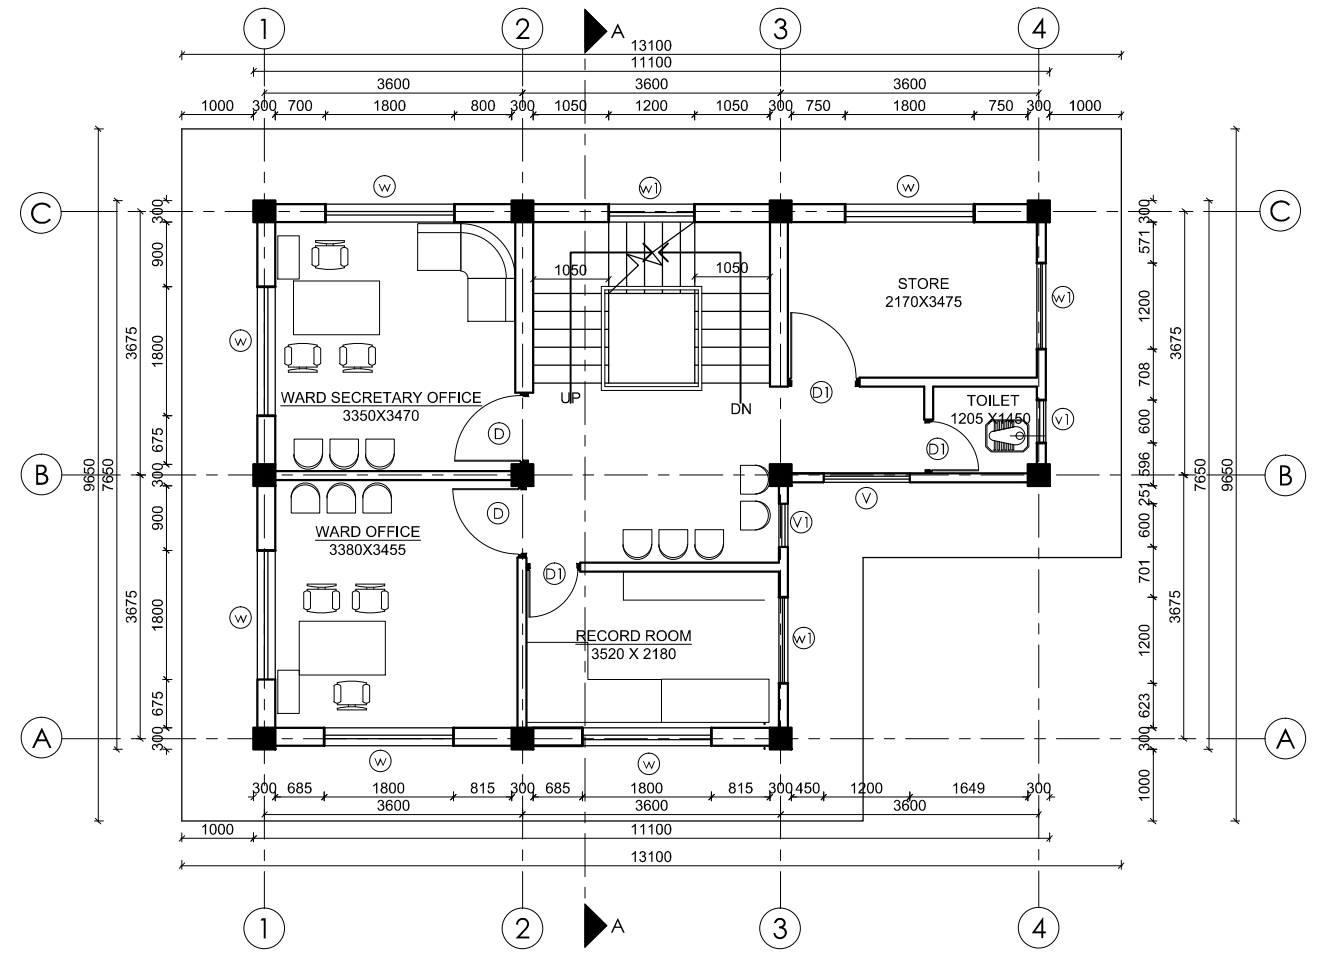 1 2 A 3 4
13100
11100
3600 3600 3600
1000 300 700 1800 800 300 1050 1200 1050 300 750 1800 750 300 1000
w w1 w
C C
300 300
900 571
1050 1050
STORE
2170X3475
w1
1200
w
3675 1800 3675
708
D1
WARD SECRETARY OFFICE
3350X3470
UP DN
TOILET
1205 X1450
v1
600
675 D D1
596
B B
300
9650 7650 7650 9650
251
V
900 D V1 600
WARD OFFICE
3380X3455
D1 701
3675 1800 3675
w
RECORD ROOM
3520 X 2180
w1 1200
675 623
A A
300 300
w w
1000
300 685 1800 815 300 685 1800 815 300 450 1200 1649 300
3600 3600 3600
1000 11100
13100
1 2 A 3 4